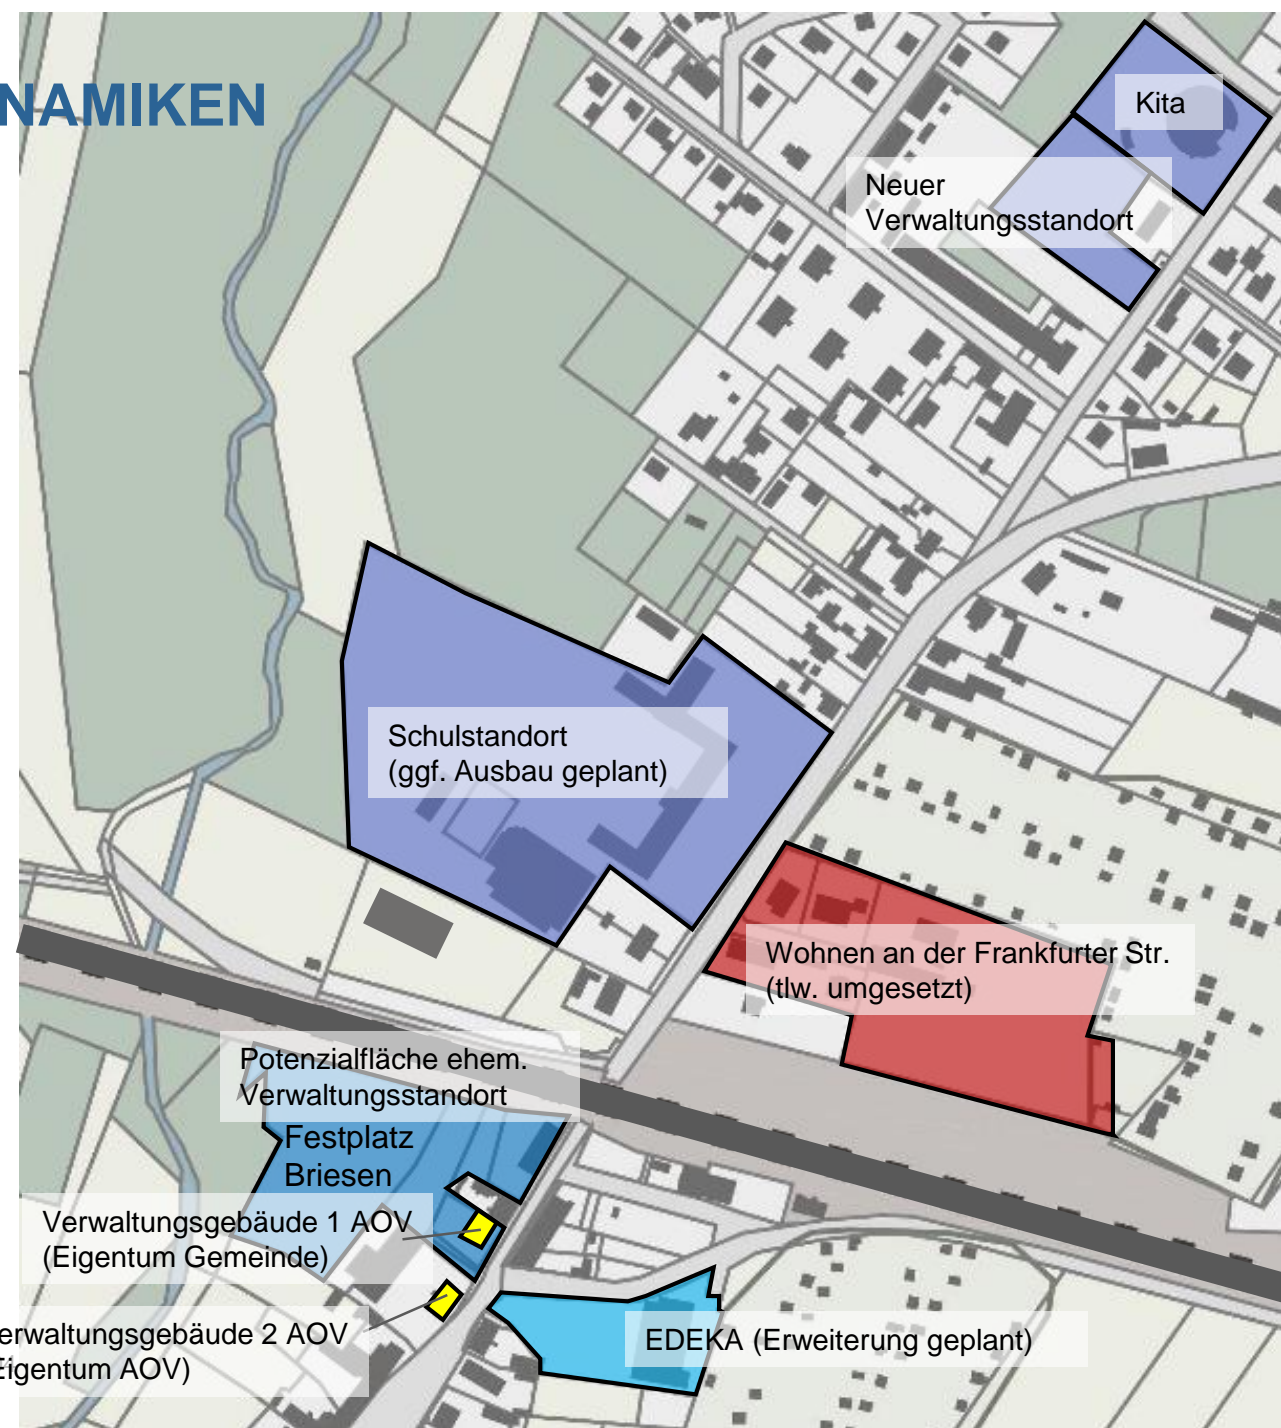 NAMIKEN
Kita
Neuer
Verwaltungsstandort
Schulstandort
(ggf. Ausbau geplant)
Wohnen an der Frankfurter Str.
(tlw. umgesetzt)
Potenzialfläche ehem.
Verwaltungsstandort
Festplatz
Briesen
Verwaltungsgebäude 1 AOV
(Eigentum Gemeinde)
erwaltungsgebäude 2 AOV
Eigentum AOV)
EDEKA (Erweiterung geplant)